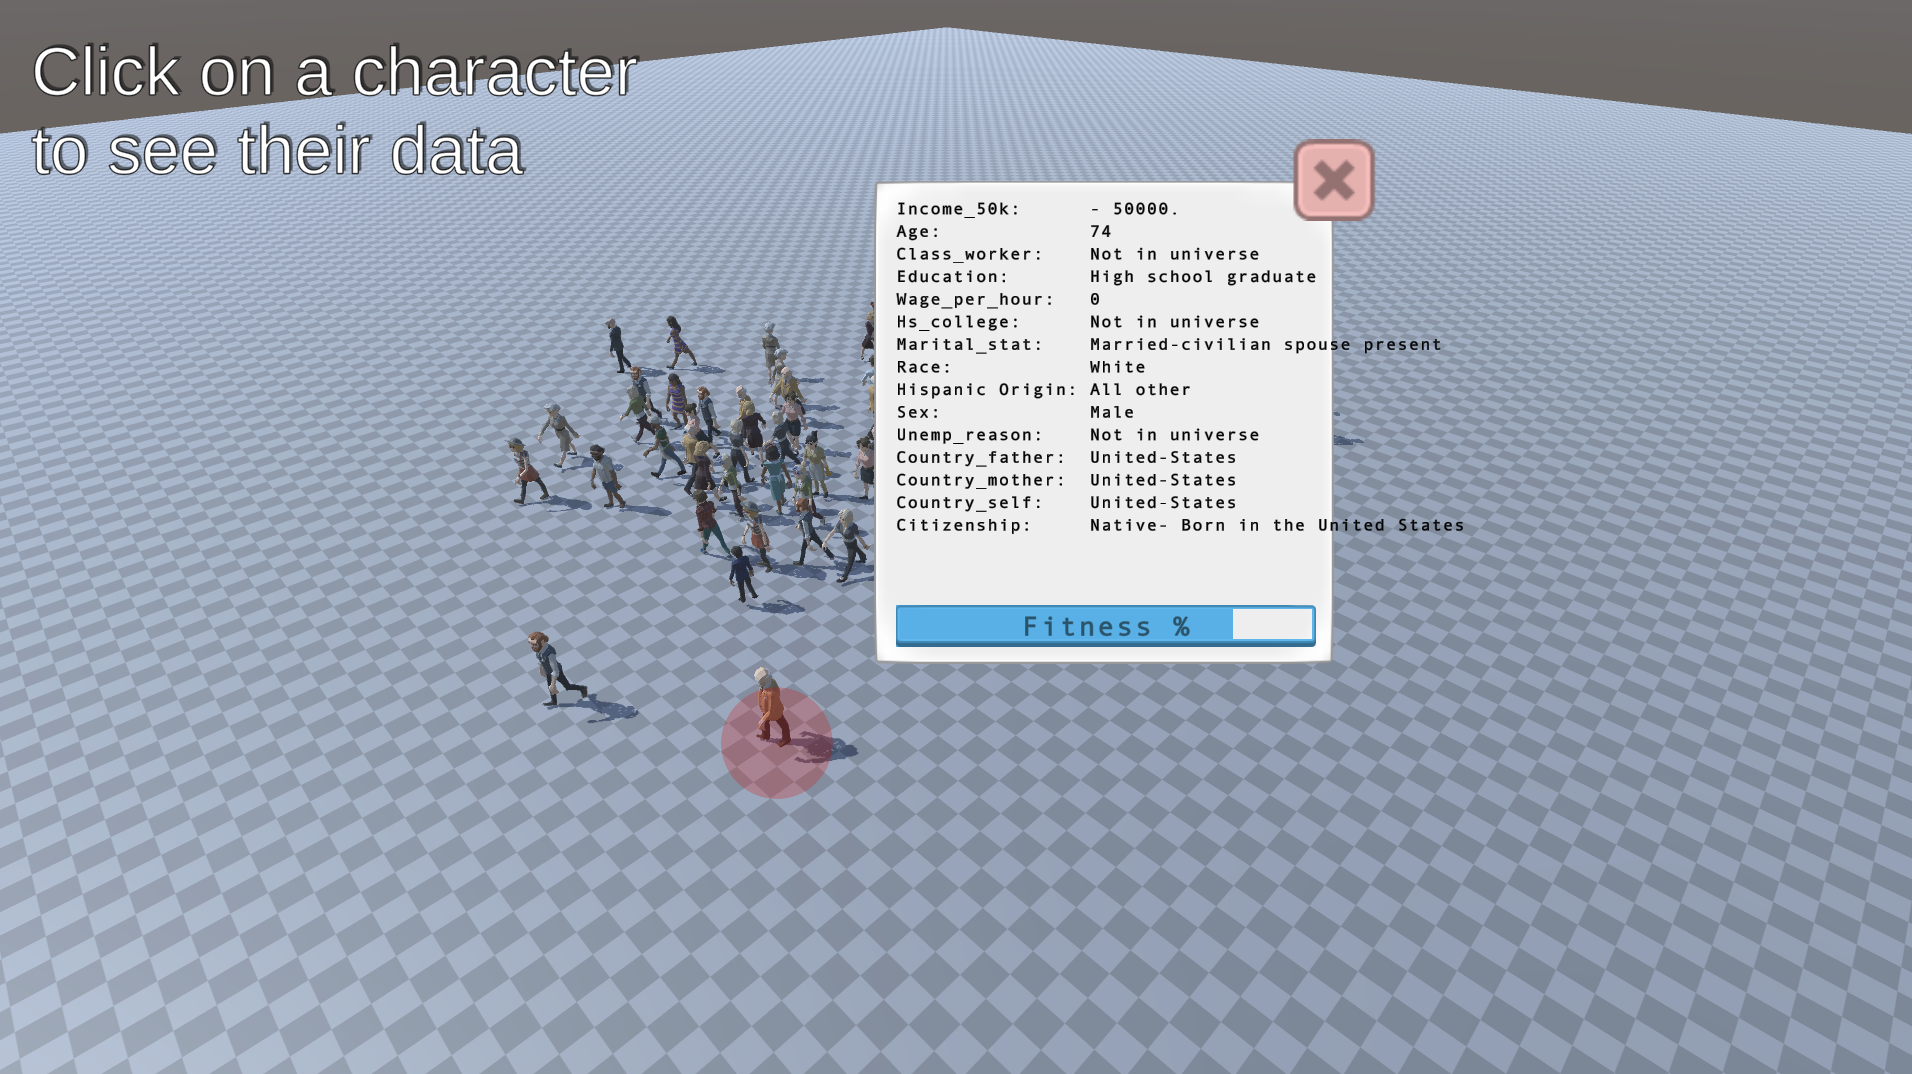 Click on a character
to see their data
Income_50k: - 50000.
Age: 74
Class_worker: Not in universe
Education: High school graduate
Wage_per_hour: 0
Hs_college: Not in universe
Marital_stat: Married-civilian spouse present
Race: White
Hispanic Origin: All other
Sex: Male
Unemp_reason: Not in universe
Country_father: United-States
Country_mother: United-States
Country_self: United-States
Citizenship: Native- Born in the United States
Fitness %